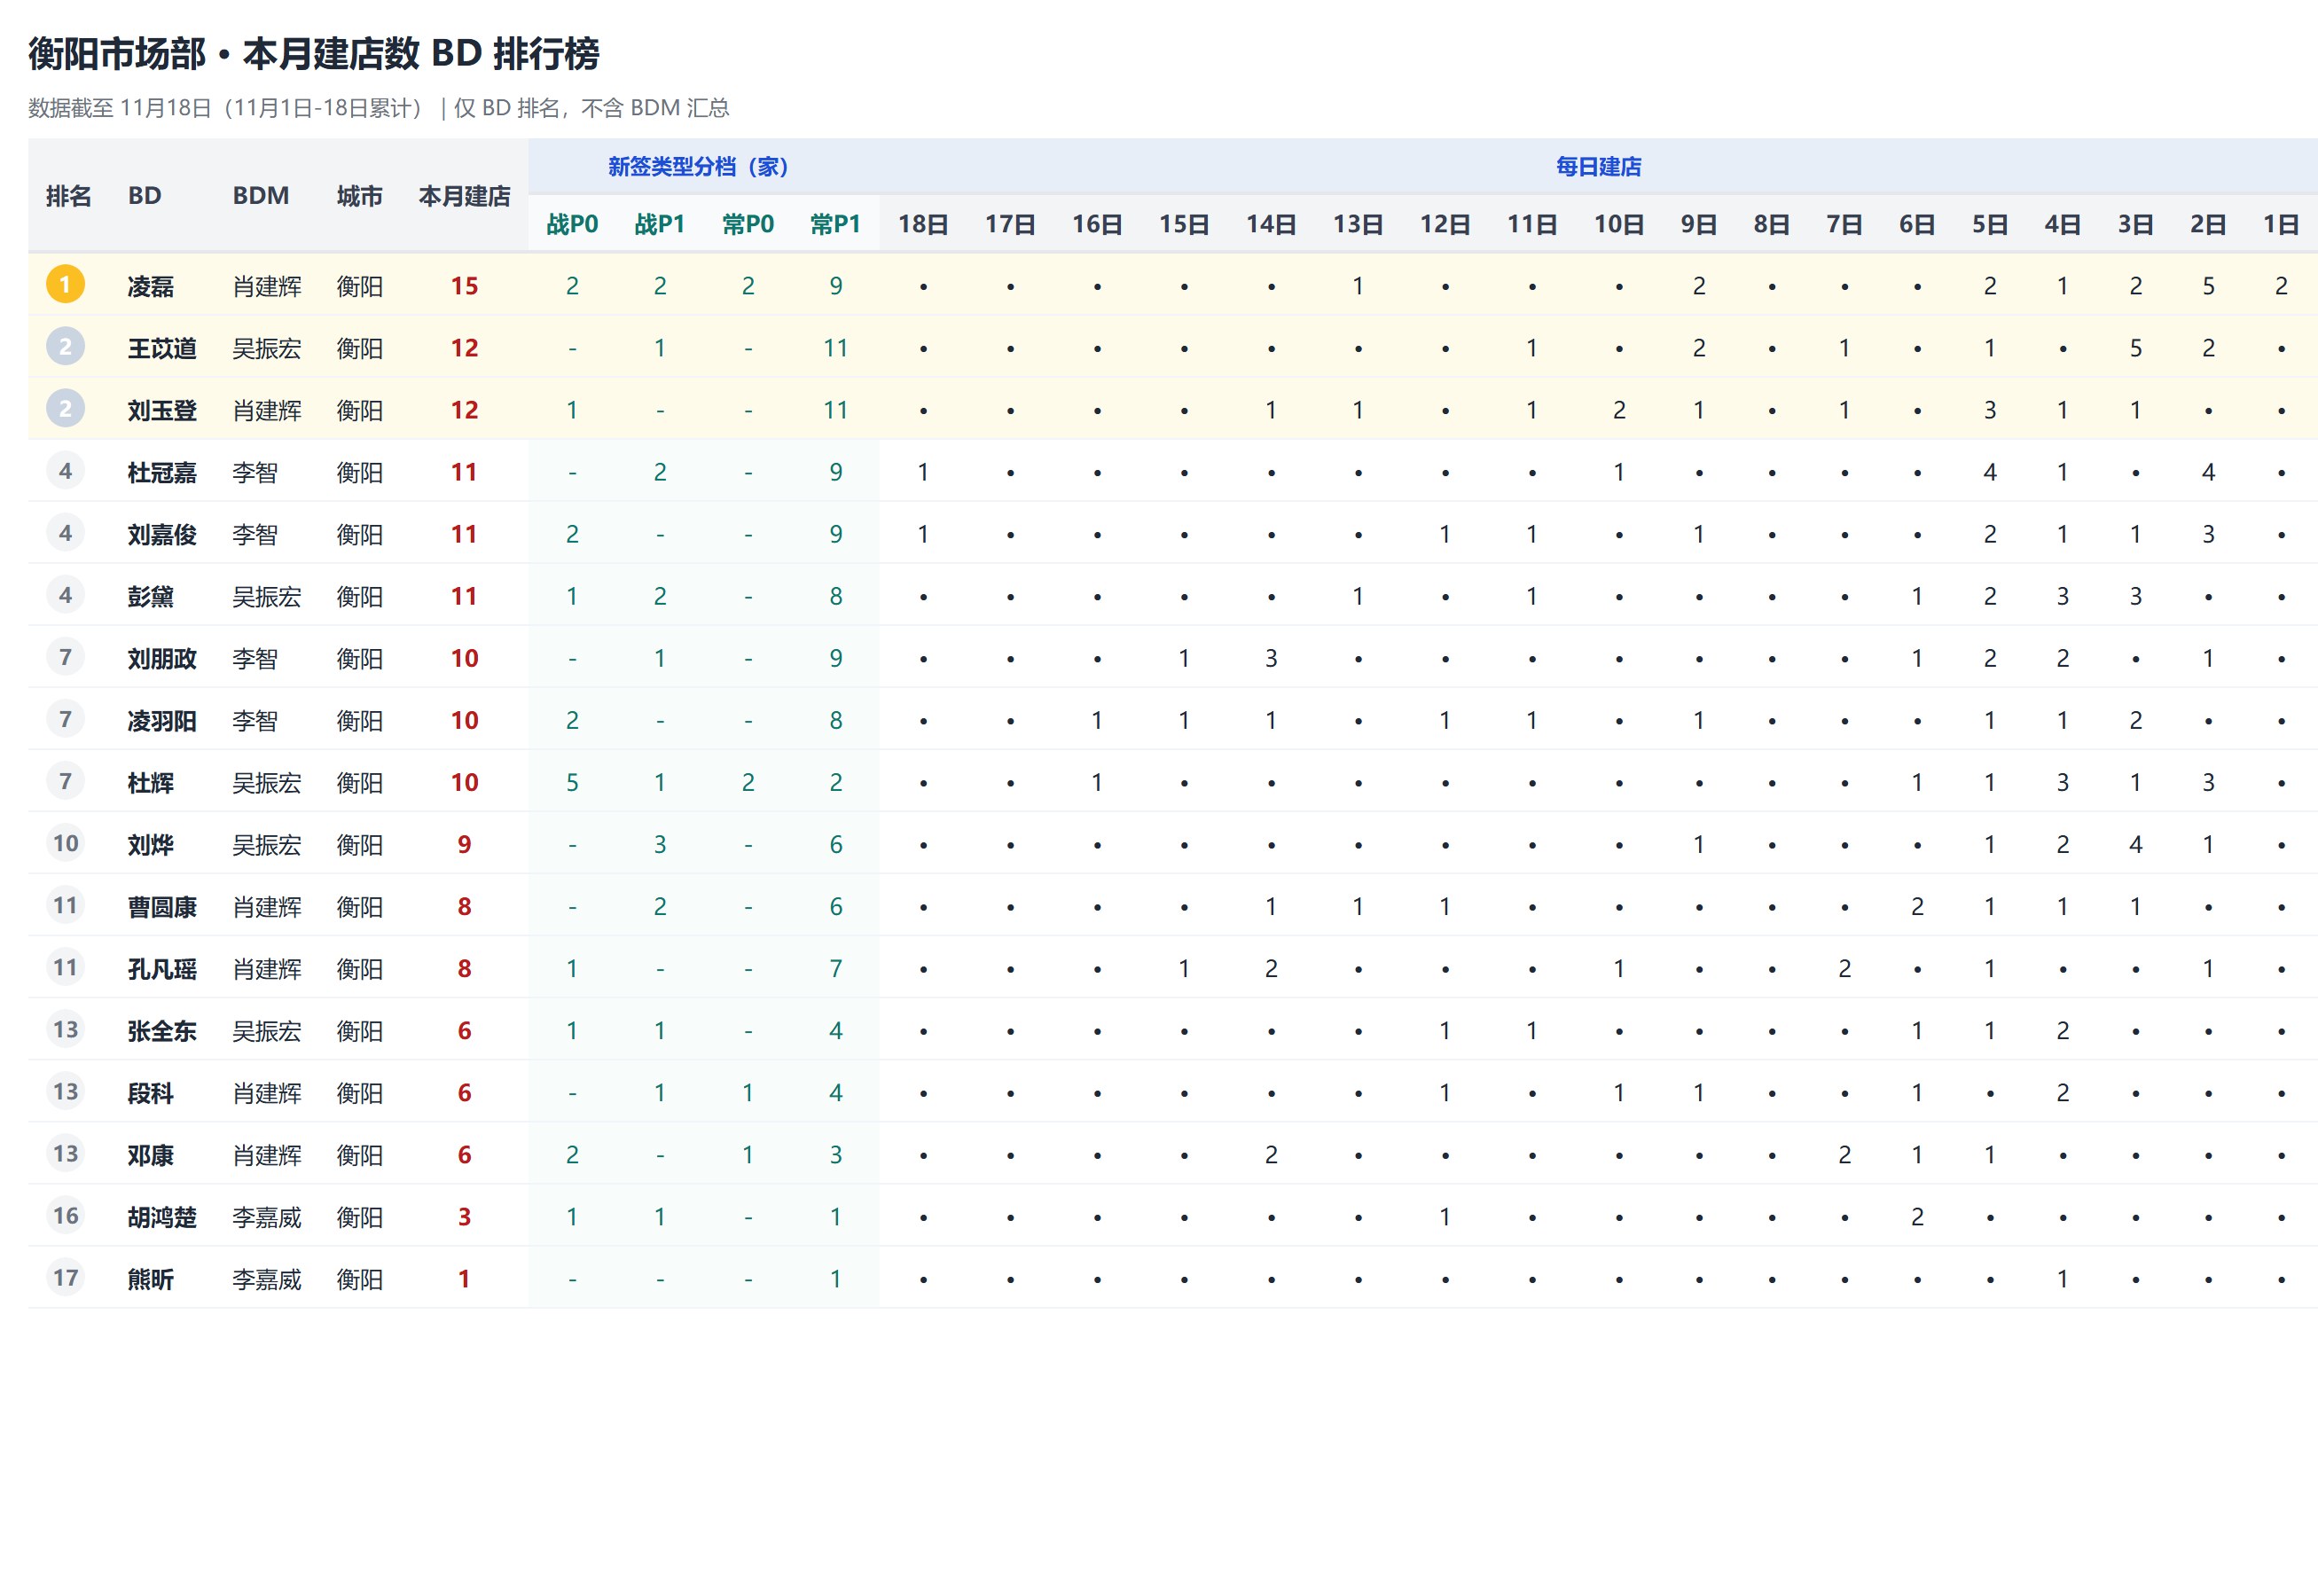 衡阳市场部 • 本月建店数 BD 排行榜
数据截至 11月18日（11月1日-18日累计）｜仅 BD 排名，不含 BDM 汇总
排名 BD BDM 城市 本月建店 新签类型分档（家） 每日建店
战P0 战P1 常P0 常P1 18日 17日 16日 15日 14日 13日 12日 11日 10日 9日 8日 7日 6日 5日 4日 3日 2日 1日
1 凌磊 肖建辉 衡阳 15 2 2 2 9 • • • • • 1 • • • 2 • • • 2 1 2 5 2
2 王苡道 吴振宏 衡阳 12 - 1 - 11 • • • • • • • 1 • 2 • 1 • 1 • 5 2 •
2 刘玉登 肖建辉 衡阳 12 1 - - 11 • • • • 1 1 • 1 2 1 • 1 • 3 1 1 • •
4 杜冠嘉 李智 衡阳 11 - 2 - 9 1 • • • • • • • 1 • • • • 4 1 • 4 •
4 刘嘉俊 李智 衡阳 11 2 - - 9 1 • • • • • 1 1 • 1 • • • 2 1 1 3 •
4 彭黛 吴振宏 衡阳 11 1 2 - 8 • • • • • 1 • 1 • • • • 1 2 3 3 • •
7 刘朋政 李智 衡阳 10 - 1 - 9 • • • 1 3 • • • • • • • 1 2 2 • 1 •
7 凌羽阳 李智 衡阳 10 2 - - 8 • • 1 1 1 • 1 1 • 1 • • • 1 1 2 • •
7 杜辉 吴振宏 衡阳 10 5 1 2 2 • • 1 • • • • • • • • • 1 1 3 1 3 •
10 刘烨 吴振宏 衡阳 9 - 3 - 6 • • • • • • • • • 1 • • • 1 2 4 1 •
11 曹圆康 肖建辉 衡阳 8 - 2 - 6 • • • • 1 1 1 • • • • • 2 1 1 1 • •
11 孔凡瑶 肖建辉 衡阳 8 1 - - 7 • • • 1 2 • • • 1 • • 2 • 1 • • 1 •
13 张全东 吴振宏 衡阳 6 1 1 - 4 • • • • • • 1 1 • • • • 1 1 2 • • •
13 段科 肖建辉 衡阳 6 - 1 1 4 • • • • • • 1 • 1 1 • • 1 • 2 • • •
13 邓康 肖建辉 衡阳 6 2 - 1 3 • • • • 2 • • • • • • 2 1 1 • • • •
16 胡鸿楚 李嘉威 衡阳 3 1 1 - 1 • • • • • • 1 • • • • • 2 • • • • •
17 熊昕 李嘉威 衡阳 1 - - - 1 • • • • • • • • • • • • • • 1 • • •